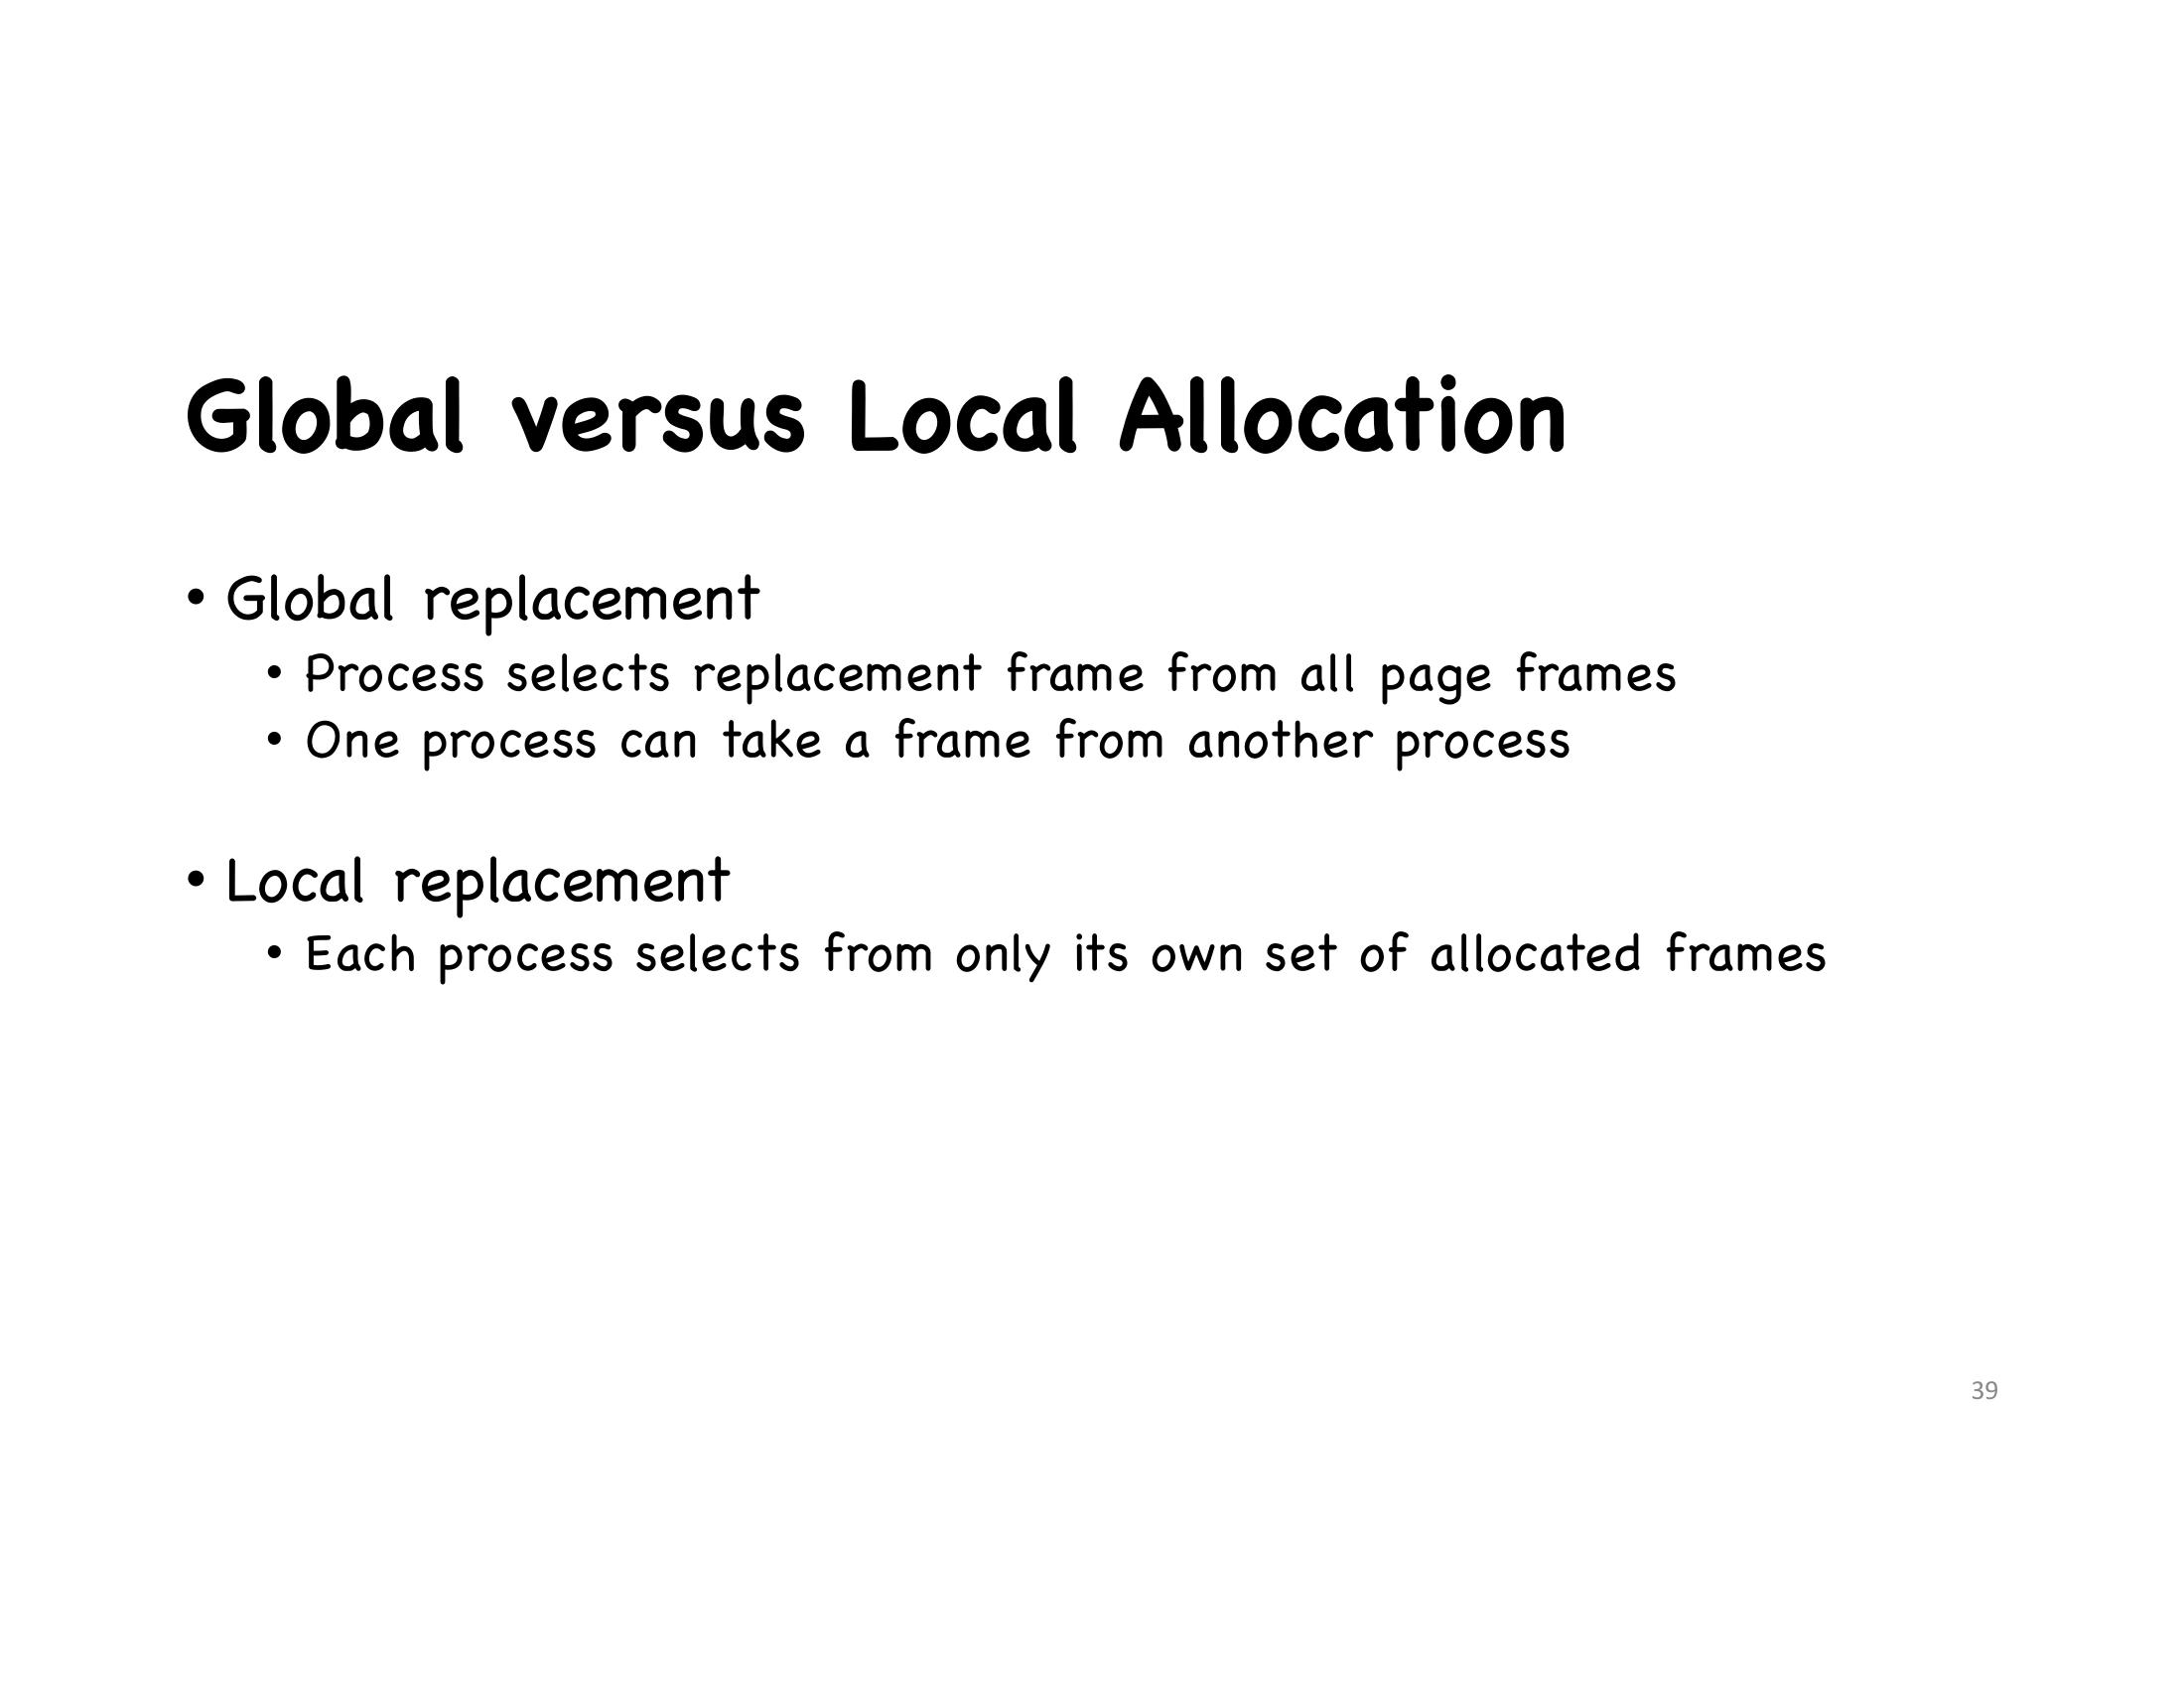 Global versus Local Allocation
• Global replacement
• Process selects replacement frame from all page frames
• One process can take a frame from another process
• Local replacement
• Each process selects from only its own set of allocated frames
39